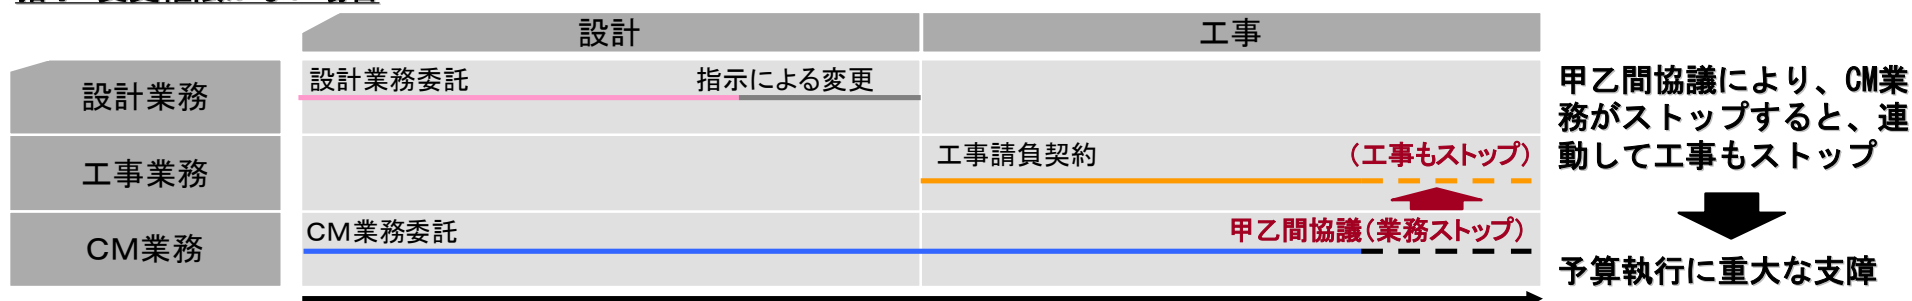 設計
工事
設計業務
設計業務委託
指示による変更
工事業務
工事請負契約
(工事もストップ)
CM業務
CM業務委託
甲乙間協議(業務ストップ)
甲乙間協議により、CM業
務がストップすると、連
動して工事もストップ
予算執行に重大な支障